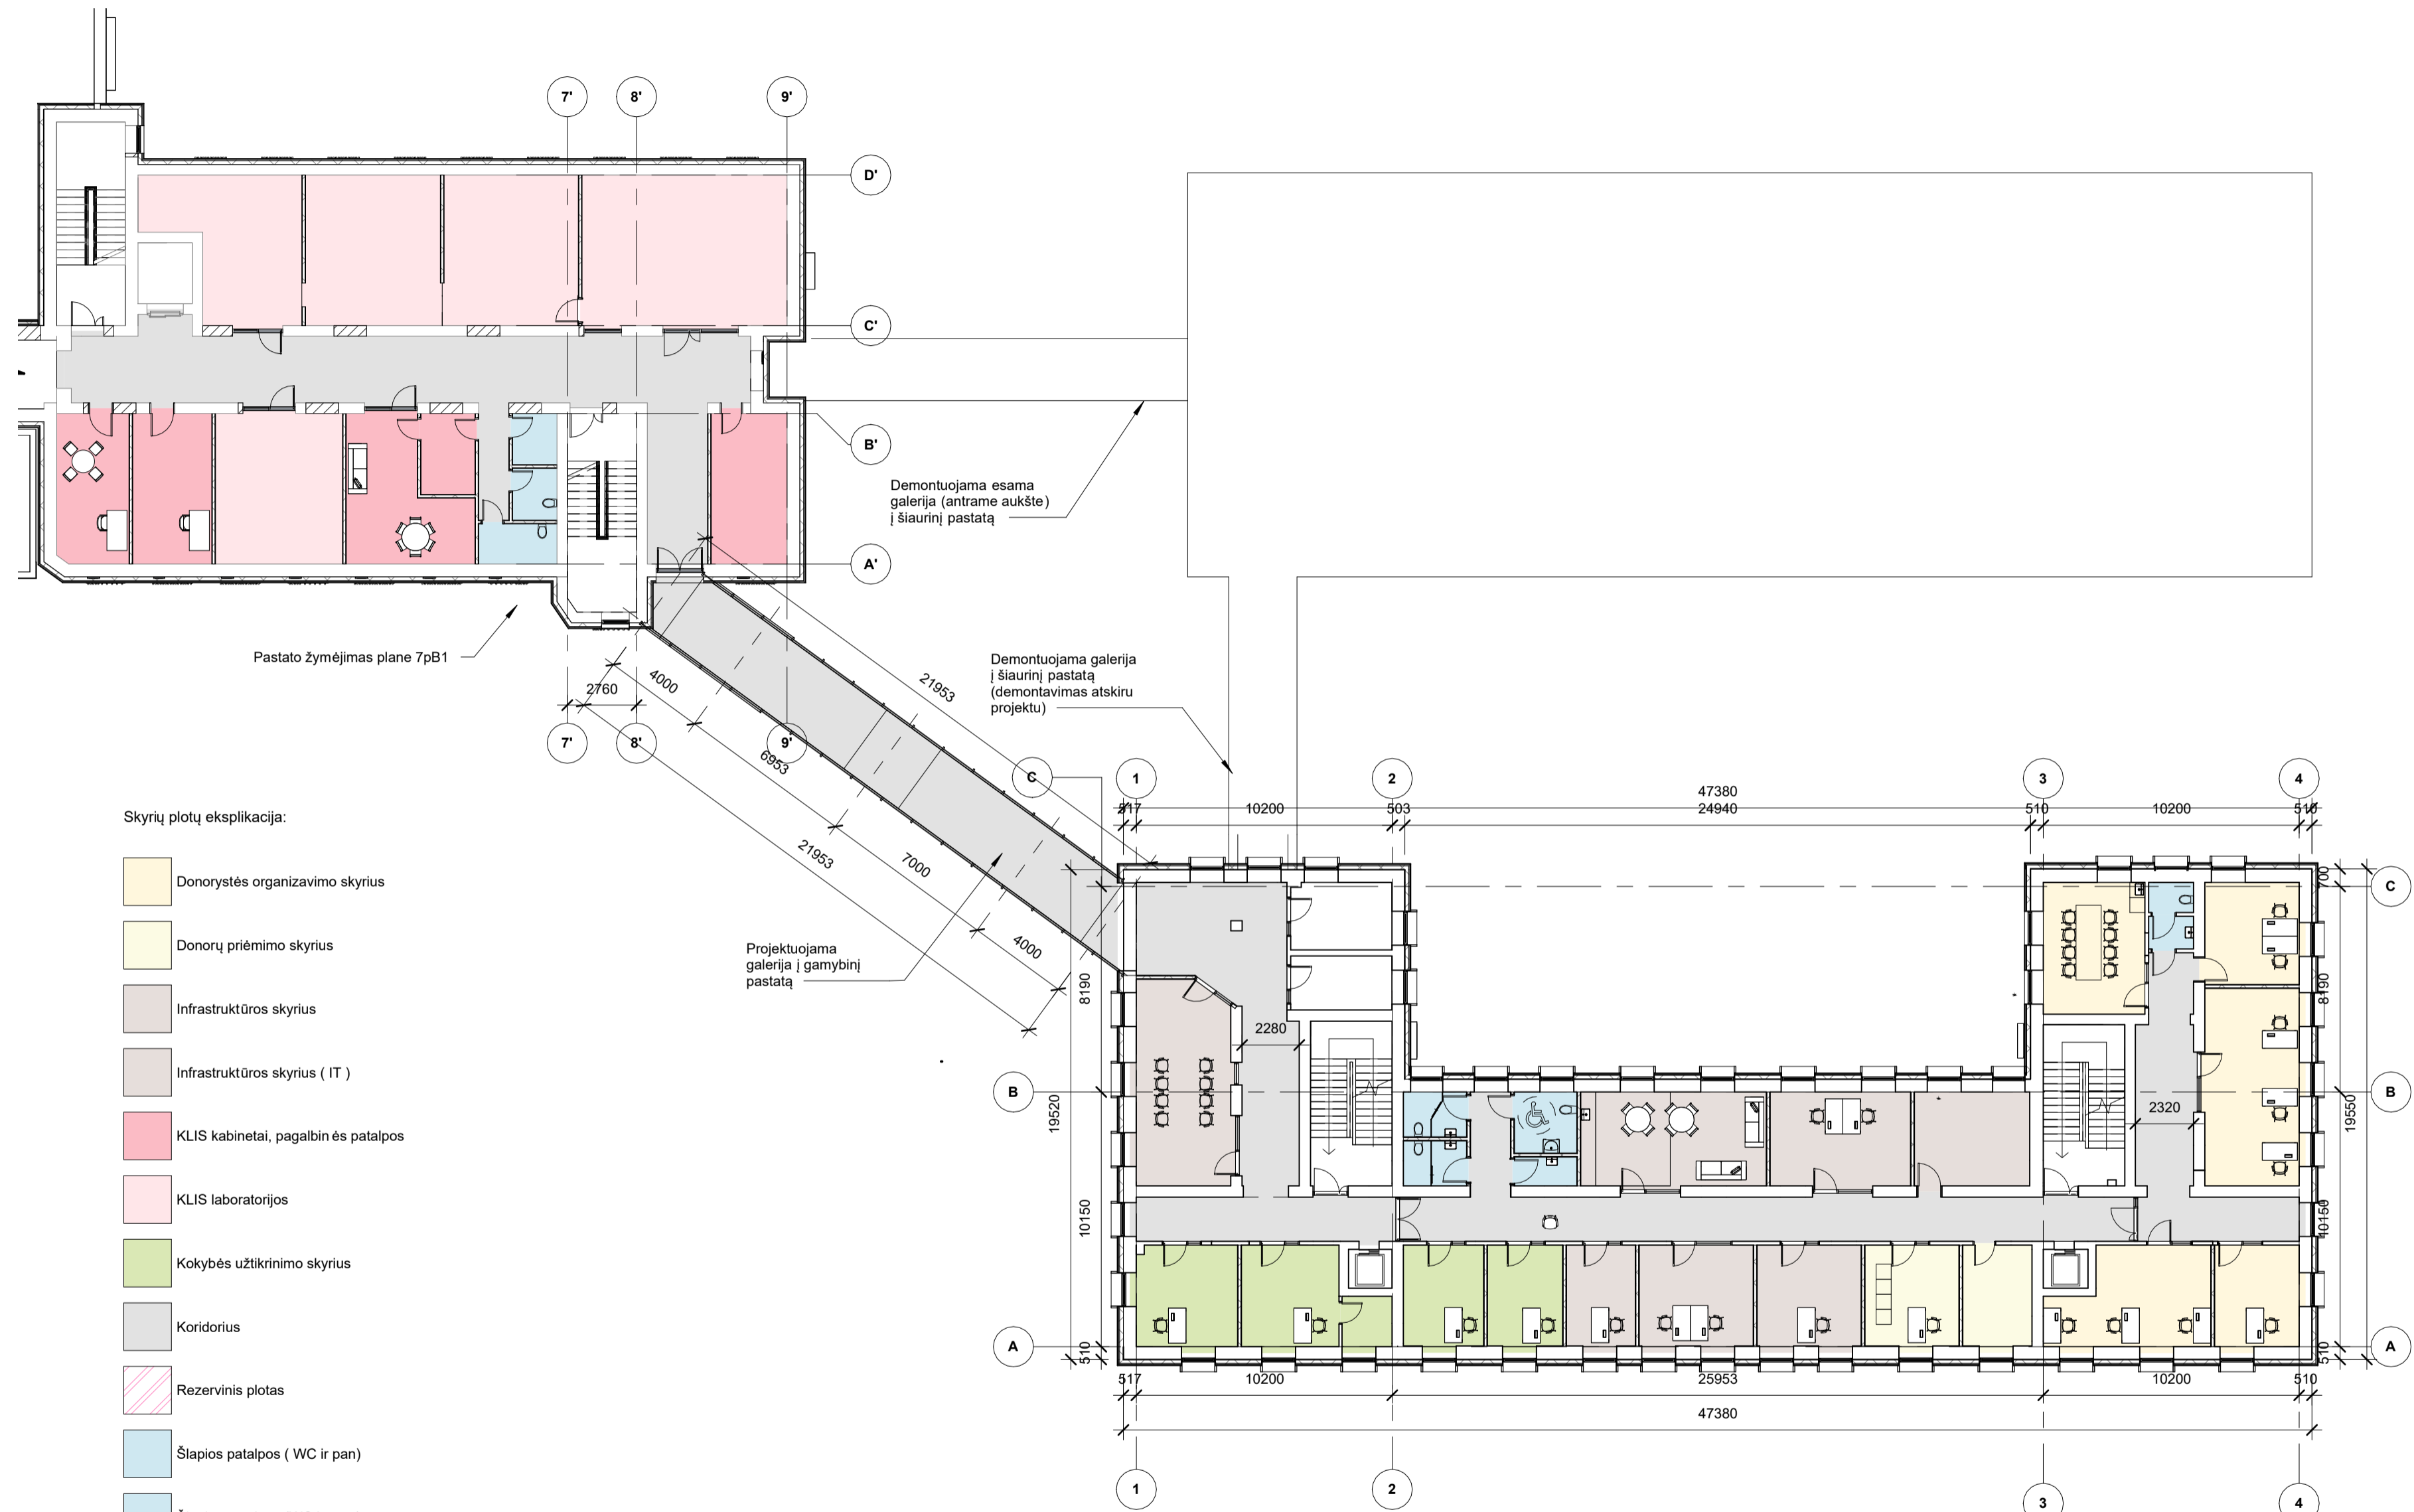 7' 8' 9'
D'
C'
B'
A'
Demontuojama esama
galerija (antrame aukšte)
į šiaurinį pastatą
Pastato žymėjimas plane 7pB1
Demontuojama galerija
į šiaurinį pastatą
(demontavimas atskiru
projektu)
2760
4000
21953
7' 8' 9'
6953
21953
7000
4000
Projektuojama
galerija į gamybinį
pastatą
C 1 2 3 4
47380
517 10200 503 24940 510 10200 510
700
C
8190
8190
2280
B
B
19520
2320
19550
10150
10150
A
A
510
510
517 10200 25953 10200 510
47380
1 2 3 4
Skyrių plotų eksplikacija:
Donorystės organizavimo skyrius
Donorų priėmimo skyrius
Infrastruktūros skyrius
Infrastruktūros skyrius ( IT )
KLIS kabinetai, pagalbin ės patalpos
KLIS laboratorijos
Kokybės užtikrinimo skyrius
Koridorius
Rezervinis plotas
Šlapios patalpos ( WC ir pan)